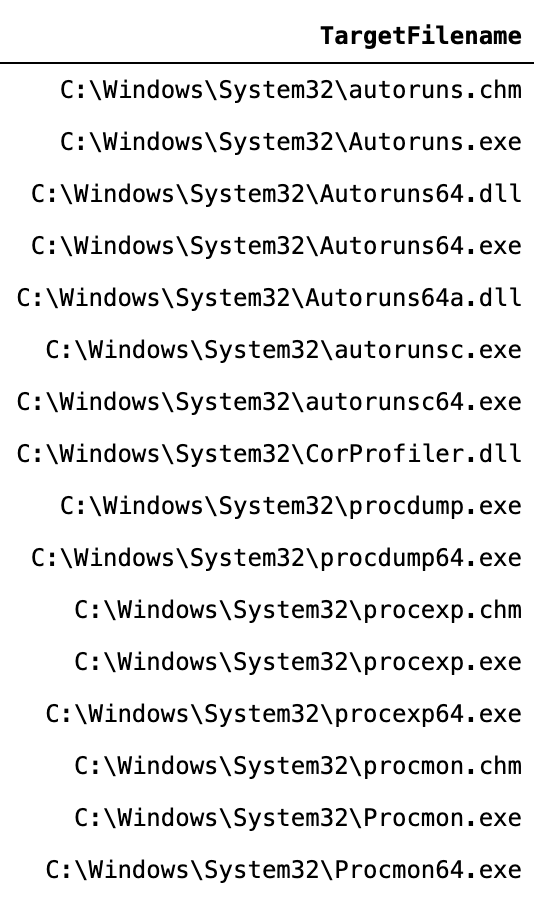 TargetFilename
C:\Windows\System32\autoruns.chm
C:\Windows\System32\Autoruns.exe
C:\Windows\System32\Autoruns64.dll
C:\Windows\System32\Autoruns64.exe
C:\Windows\System32\Autoruns64a.dll
C:\Windows\System32\autorunsc.exe
C:\Windows\System32\autorunsc64.exe
C:\Windows\System32\CorProfiler.dll
C:\Windows\System32\procdump.exe
C:\Windows\System32\procdump64.exe
C:\Windows\System32\procexp.chm
C:\Windows\System32\procexp.exe
C:\Windows\System32\procexp64.exe
C:\Windows\System32\procmon.chm
C:\Windows\System32\Procmon.exe
C:\Windows\System32\Procmon64.exe